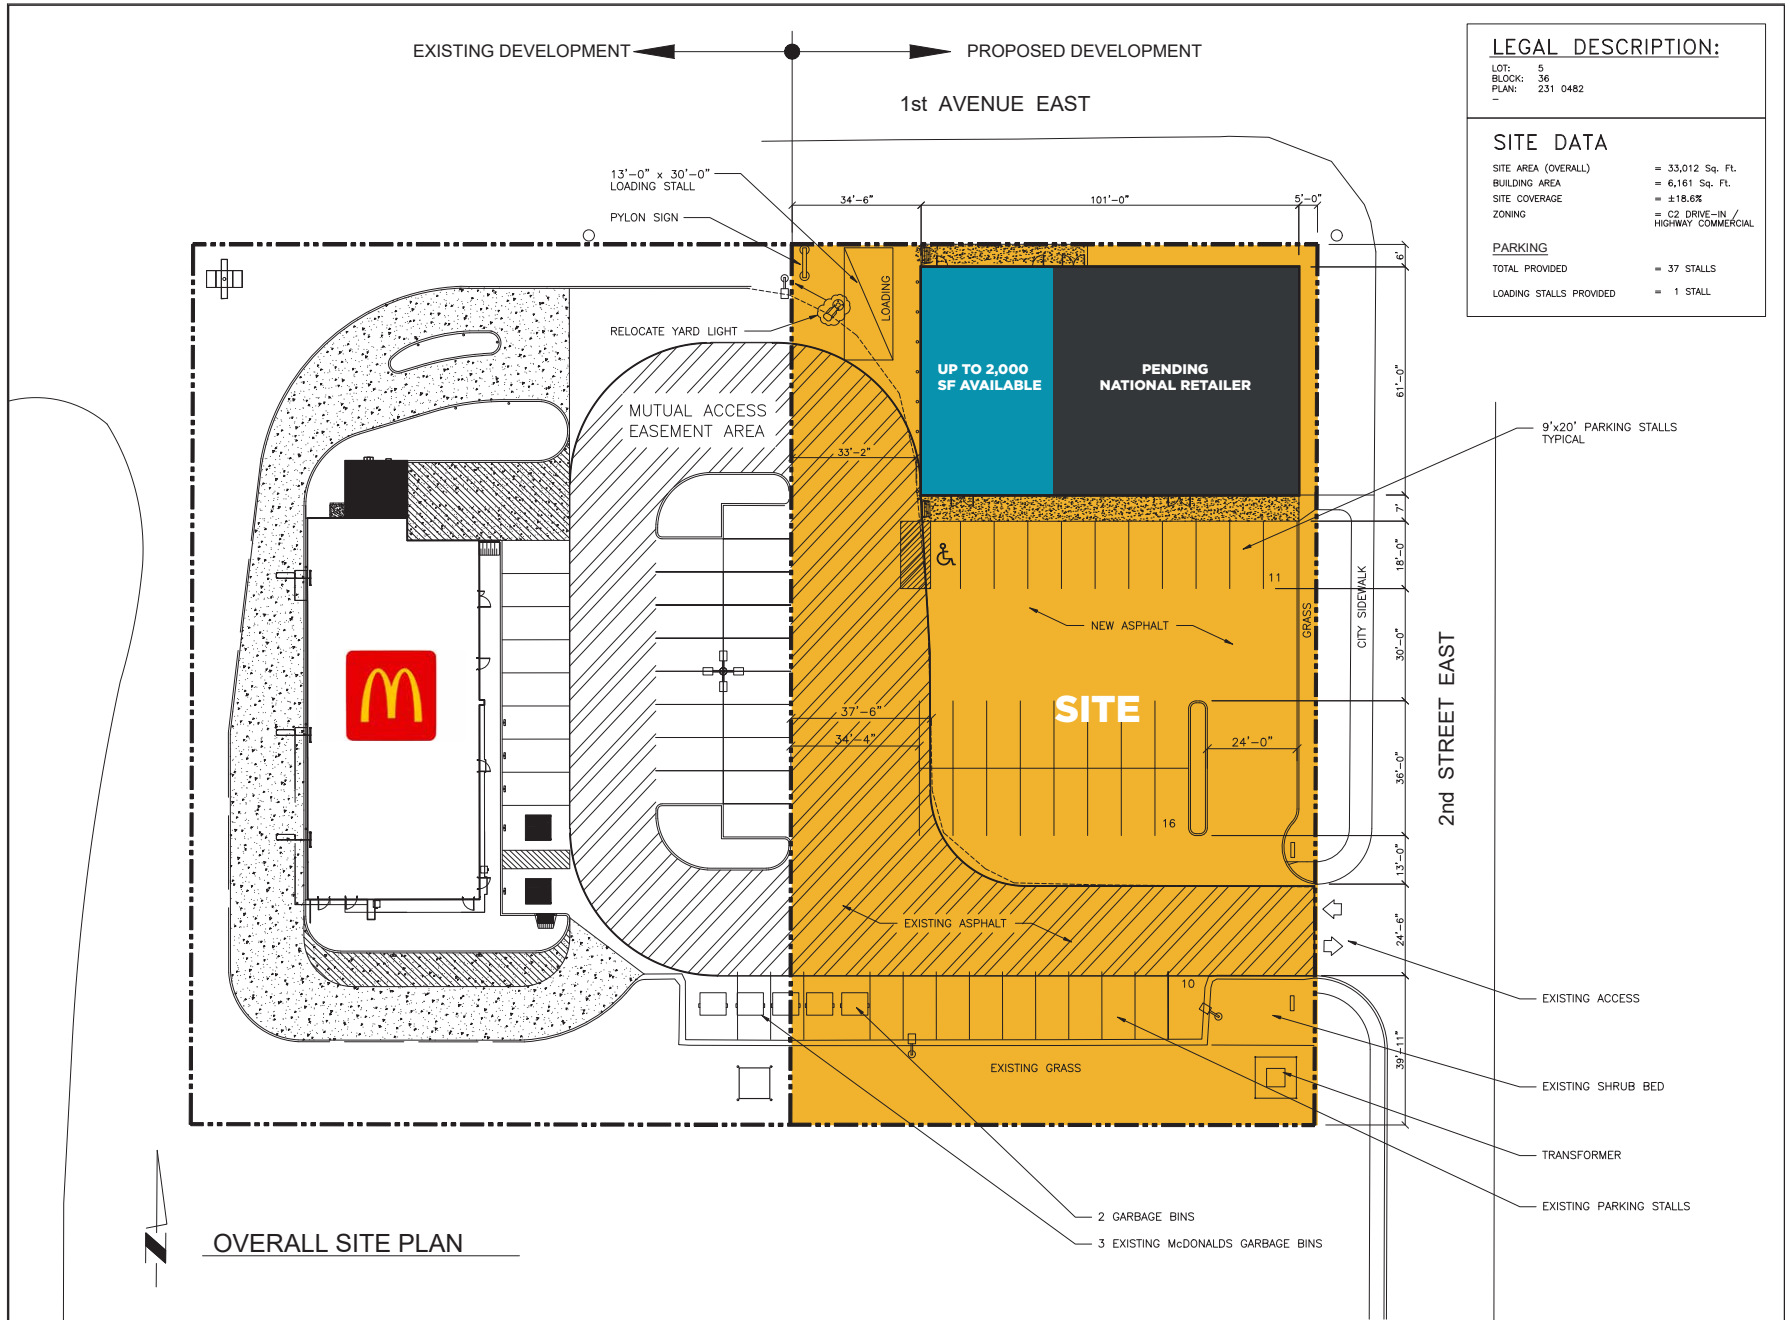 EXISTING DEVELOPMENT
PROPOSED DEVELOPMENT
1st AVENUE EAST
LEGAL DESCRIPTION:
LOT: 5
BLOCK: 36
PLAN: 231 0482
–
SITE DATA
SITE AREA (OVERALL) = 33,012 Sq. Ft.
BUILDING AREA = 6,161 Sq. Ft.
SITE COVERAGE = ±18.6%
ZONING = C2 DRIVE-IN /
HIGHWAY COMMERCIAL
PARKING
TOTAL PROVIDED = 37 STALLS
LOADING STALLS PROVIDED = 1 STALL
13'-0" x 30'-0"
LOADING STALL
PYLON SIGN
RELOCATE YARD LIGHT
34'-6"
101'-0"
5'-0"
6'
LOADING
UP TO 2,000
SF AVAILABLE
PENDING
NATIONAL RETAILER
61'-0"
MUTUAL ACCESS
EASEMENT AREA
33'-2"
9'x20' PARKING STALLS
TYPICAL
7'
18'-0"
11
NEW ASPHALT
GRASS
CITY SIDEWALK
30'-0"
2nd STREET EAST
SITE
37'-6"
34'-4"
24'-0"
36'-0"
16
13'-0"
EXISTING ASPHALT
24'-6"
10
EXISTING ACCESS
EXISTING GRASS
39'-11"
EXISTING SHRUB BED
TRANSFORMER
EXISTING PARKING STALLS
2 GARBAGE BINS
3 EXISTING McDONALDS GARBAGE BINS
N
OVERALL SITE PLAN